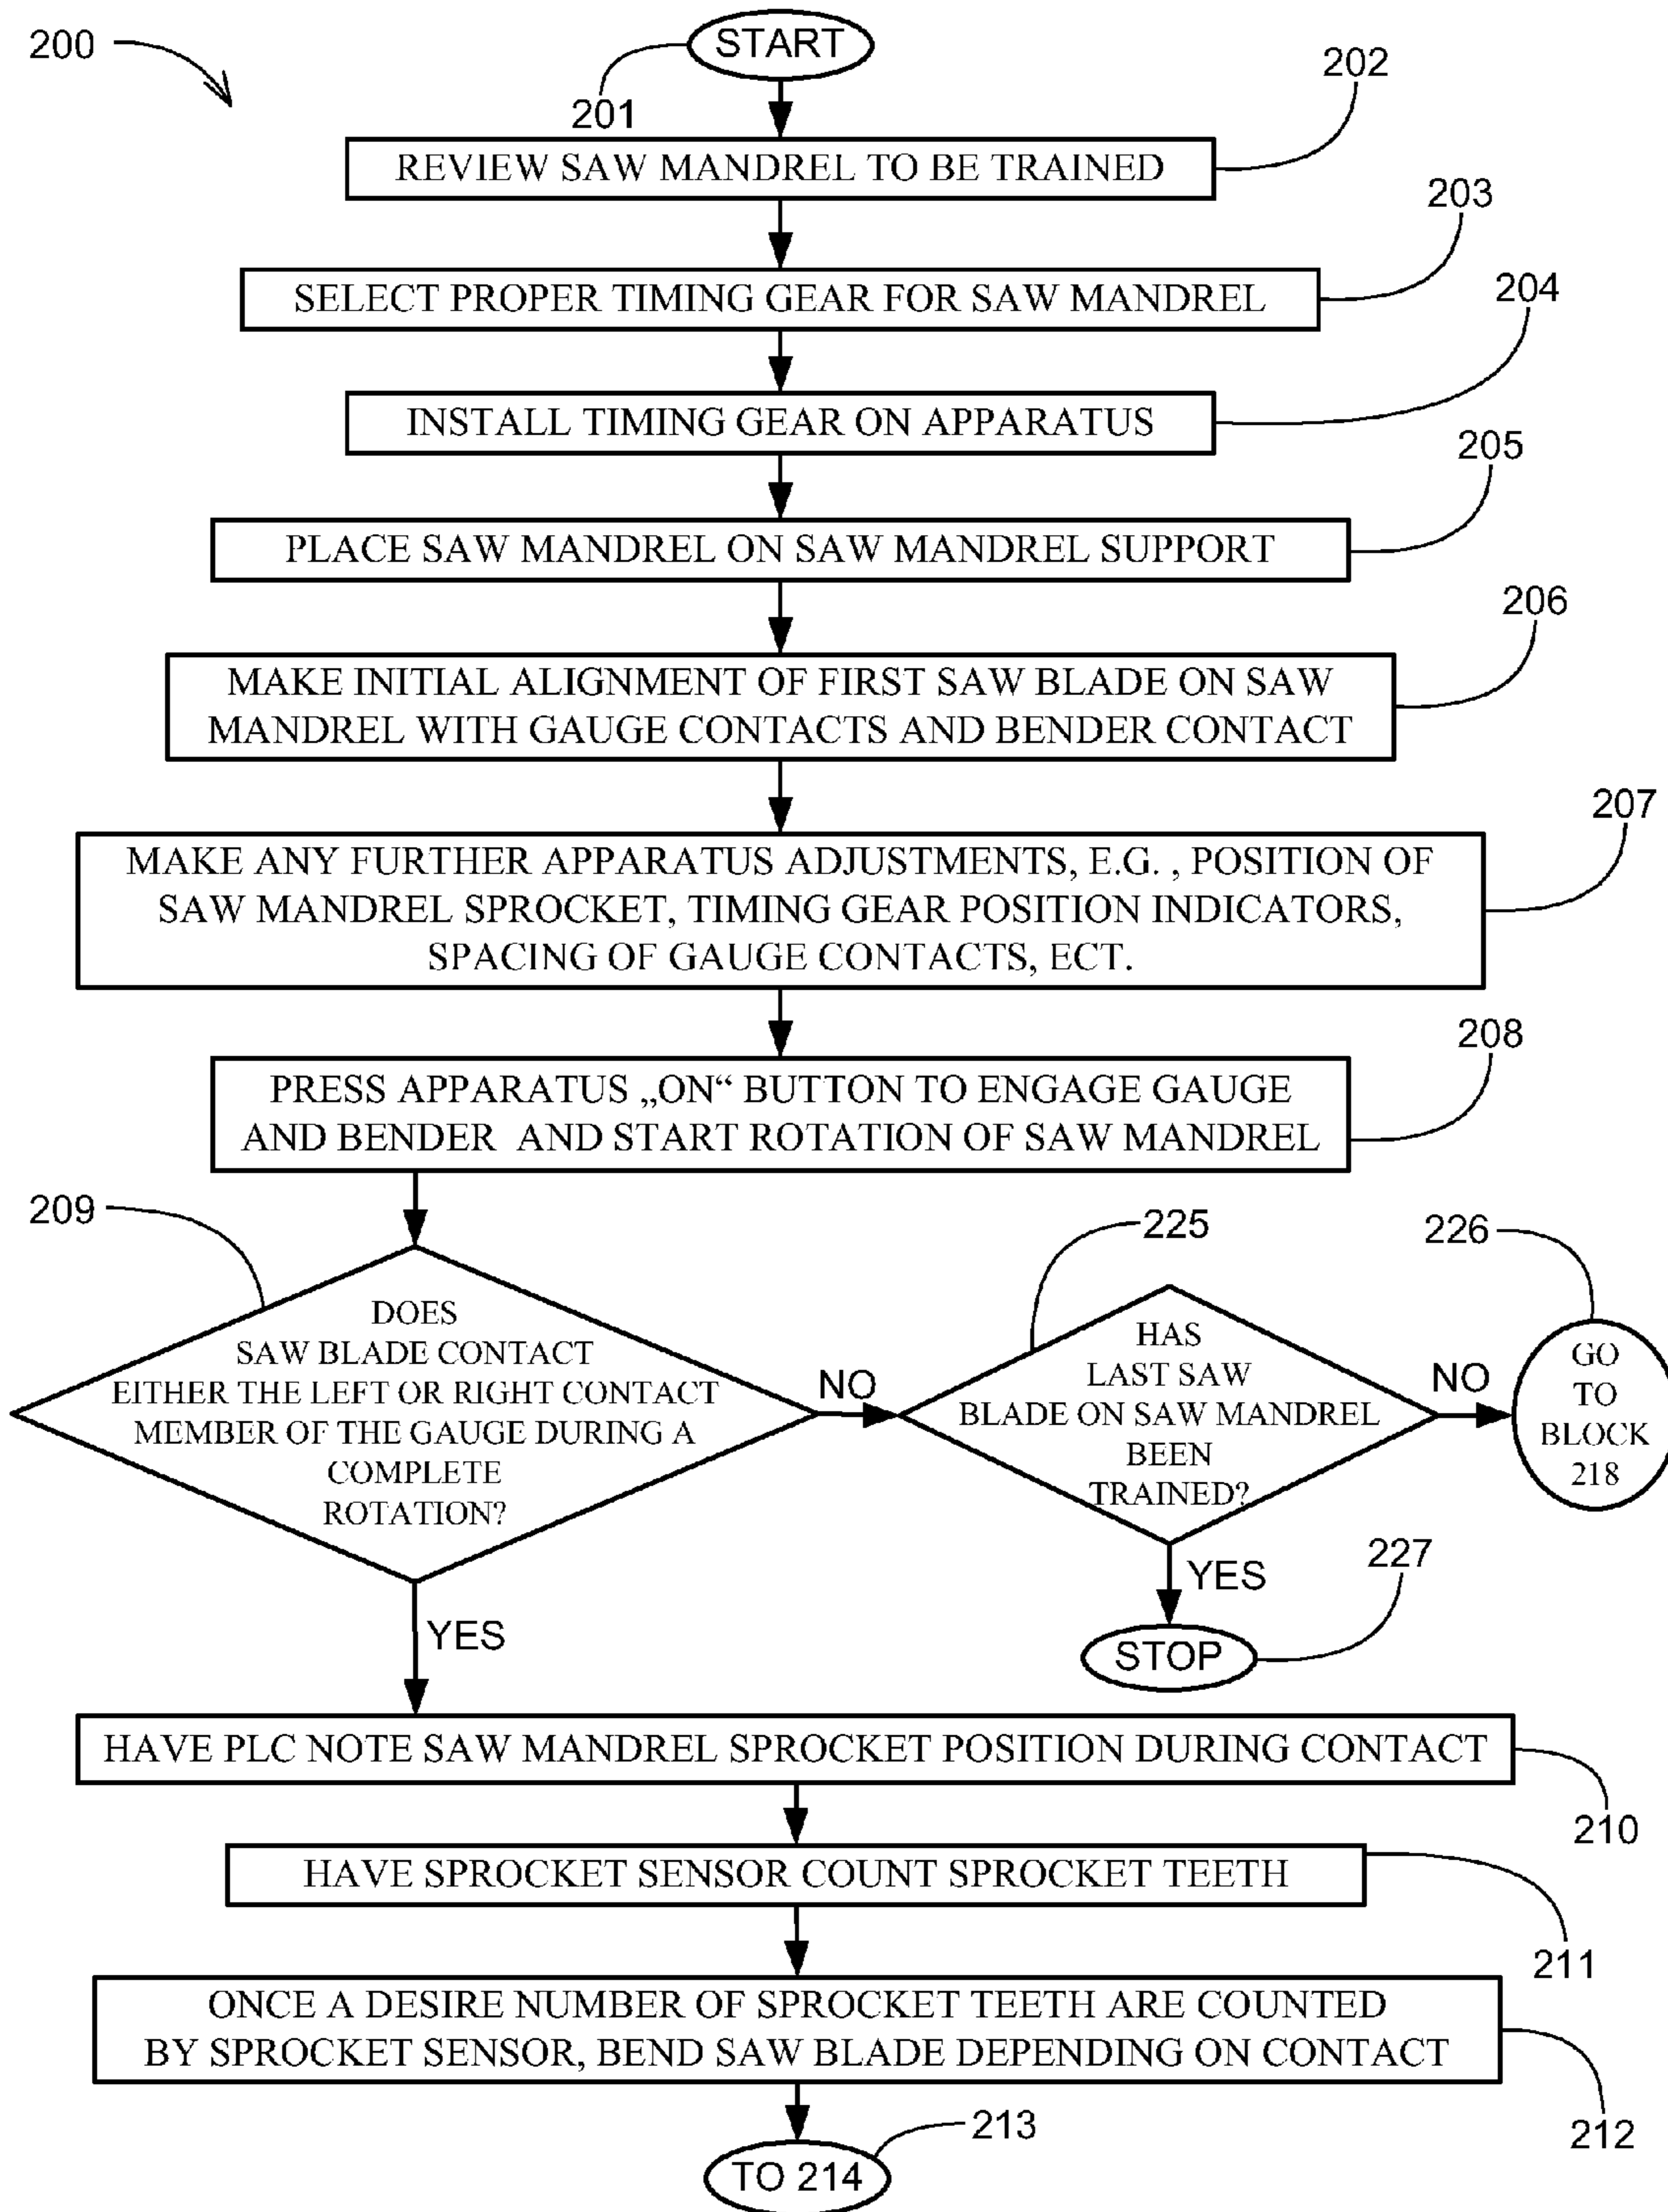 200
START
201
202
REVIEW SAW MANDREL TO BE TRAINED
203
SELECT PROPER TIMING GEAR FOR SAW MANDREL
204
INSTALL TIMING GEAR ON APPARATUS
205
PLACE SAW MANDREL ON SAW MANDREL SUPPORT
206
MAKE INITIAL ALIGNMENT OF FIRST SAW BLADE ON SAW
MANDREL WITH GAUGE CONTACTS AND BENDER CONTACT
207
MAKE ANY FURTHER APPARATUS ADJUSTMENTS, E.G. , POSITION OF
SAW MANDREL SPROCKET, TIMING GEAR POSITION INDICATORS,
SPACING OF GAUGE CONTACTS, ECT.
208
PRESS APPARATUS „ON“ BUTTON TO ENGAGE GAUGE
AND BENDER AND START ROTATION OF SAW MANDREL
209
DOES
SAW BLADE CONTACT
EITHER THE LEFT OR RIGHT CONTACT
MEMBER OF THE GAUGE DURING A
COMPLETE
ROTATION?
NO
225
HAS
LAST SAW
BLADE ON SAW MANDREL
BEEN
TRAINED?
NO
226
GO
TO
BLOCK
218
YES
227
STOP
YES
HAVE PLC NOTE SAW MANDREL SPROCKET POSITION DURING CONTACT
210
HAVE SPROCKET SENSOR COUNT SPROCKET TEETH
211
ONCE A DESIRE NUMBER OF SPROCKET TEETH ARE COUNTED
BY SPROCKET SENSOR, BEND SAW BLADE DEPENDING ON CONTACT
212
213
TO 214